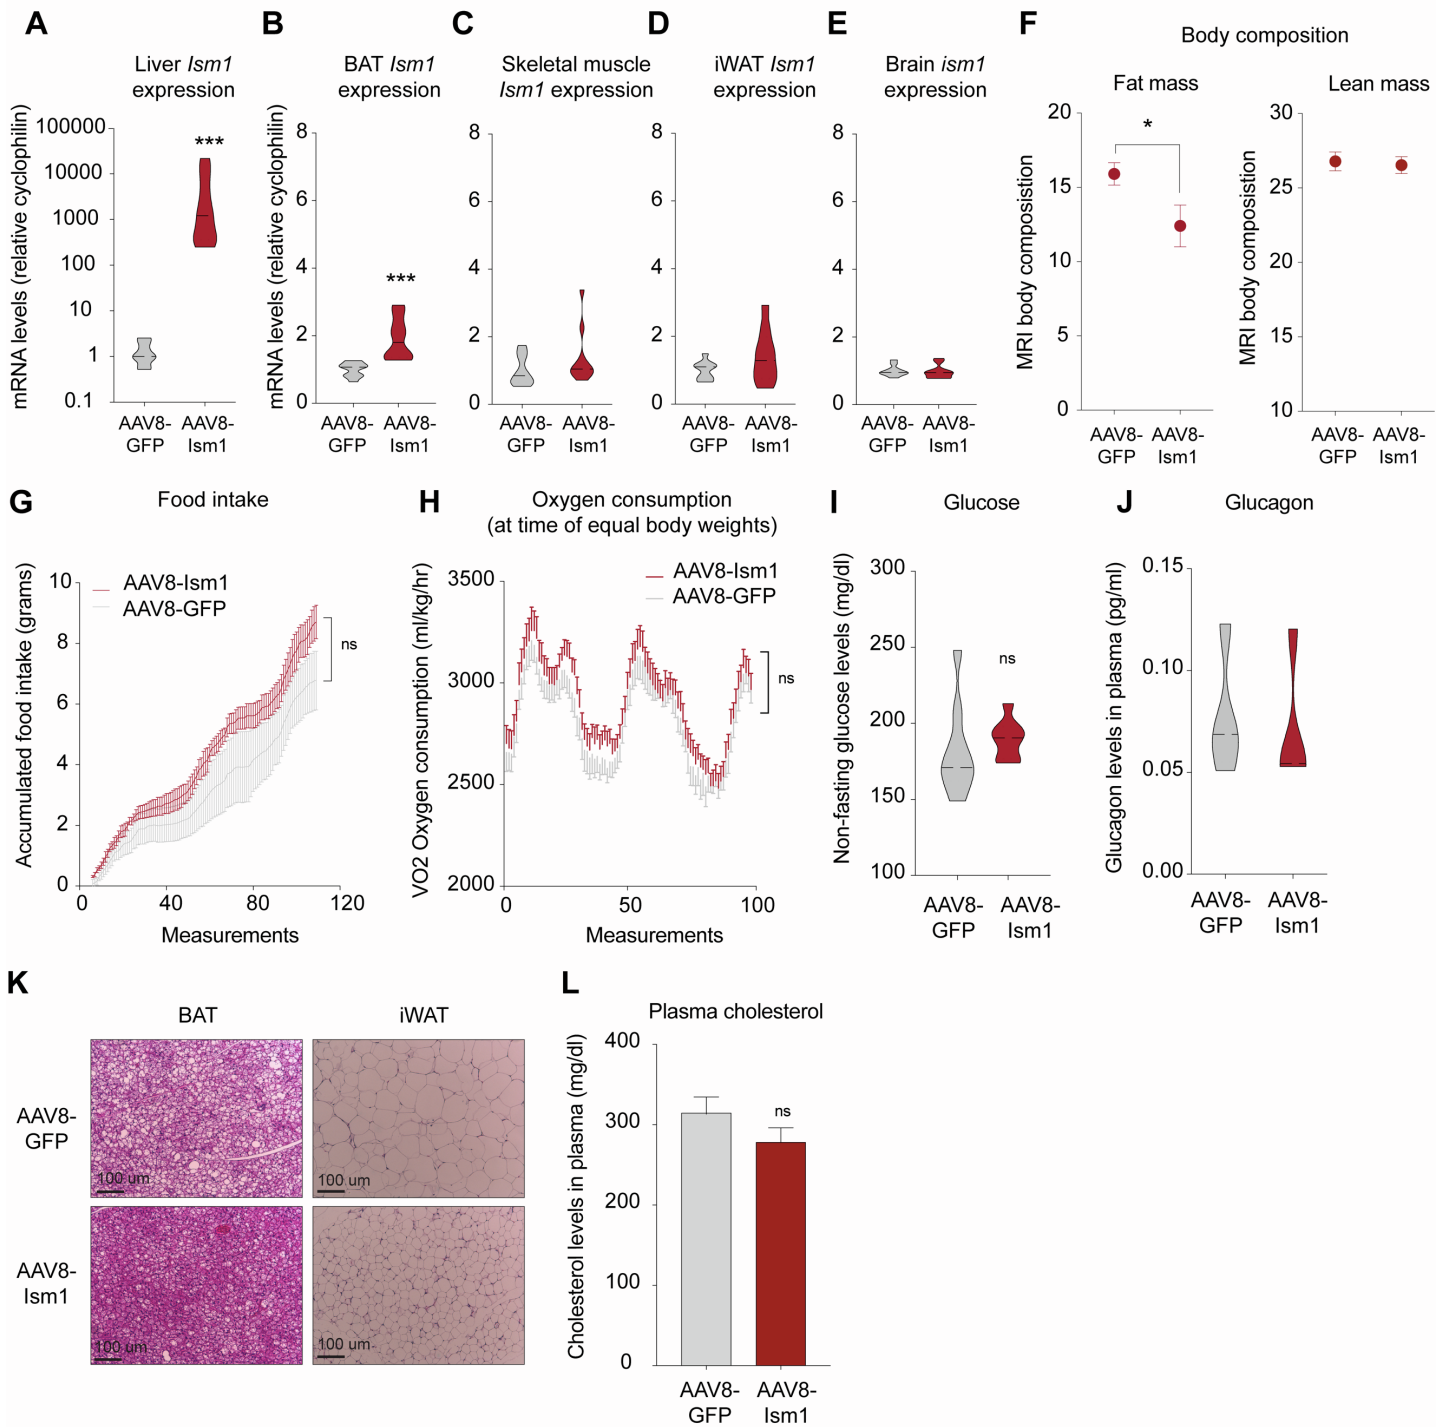 A
Liver Ism1
expression
mRNA levels (relative cyclophilin)
100000
10000
1000
100
10
1
0.1
***
AAV8-
GFP
AAV8-
Ism1
B
BAT Ism1
expression
mRNA levels (relative cyclophilin)
8
6
4
2
0
***
AAV8-
GFP
AAV8-
Ism1
C
Skeletal muscle
Ism1 expression
8
6
4
2
0
AAV8-
GFP
AAV8-
Ism1
D
iWAT Ism1
expression
8
6
4
2
0
AAV8-
GFP
AAV8-
Ism1
E
Brain ism1
expression
8
6
4
2
0
AAV8-
GFP
AAV8-
Ism1
F
Body composition
Fat mass
MRI body composistion
20
15
10
5
0
*
AAV8-
GFP
AAV8-
Ism1
Lean mass
MRI body composistion
30
25
20
15
10
AAV8-
GFP
AAV8-
Ism1
G
Food intake
Accumulated food intake (grams)
10
8
6
4
2
0
AAV8-Ism1
AAV8-GFP
ns
0
40
80
120
Measurements
H
Oxygen consumption
(at time of equal body weights)
VO2 Oxygen consumption (ml/kg/hr)
3500
3000
2500
2000
AAV8-Ism1
AAV8-GFP
ns
0
50
100
Measurements
I
Glucose
Non-fasting glucose levels (mg/dl)
300
250
200
150
100
ns
AAV8-
GFP
AAV8-
Ism1
J
Glucagon
Glucagon levels in plasma (pg/ml)
0.15
0.10
0.05
0.00
AAV8-
GFP
AAV8-
Ism1
K
BAT
iWAT
AAV8-
GFP
100 um
100 um
AAV8-
Ism1
100 um
100 um
L
Plasma cholesterol
Cholesterol levels in plasma (mg/dl)
400
300
200
100
0
ns
AAV8-
GFP
AAV8-
Ism1